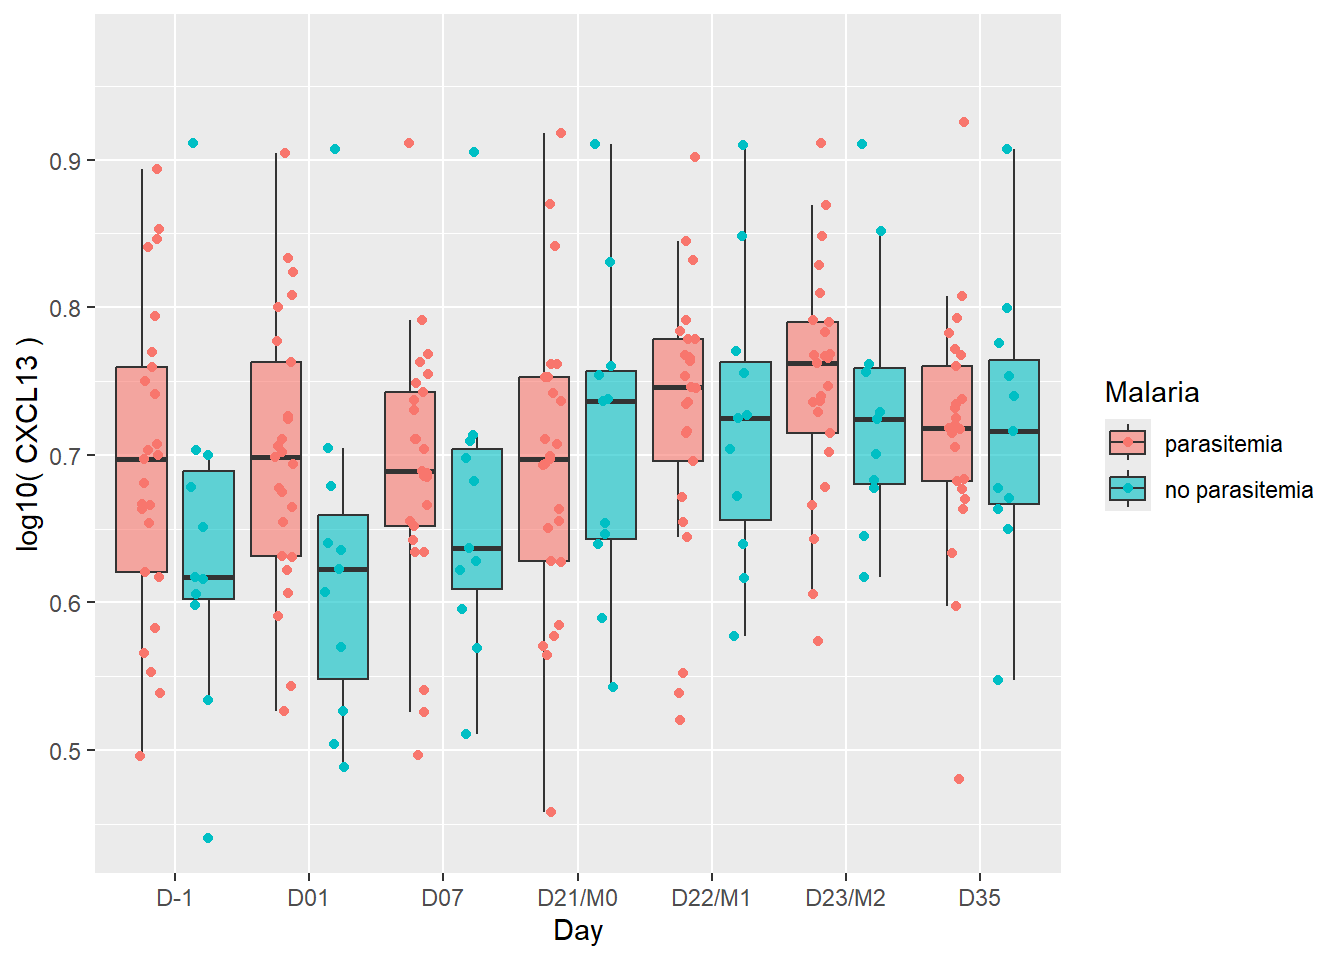 log10( CXCL13 )
0.9
0.8
0.7
0.6
0.5
D-1 D01 D07 D21/M0 D22/M1 D23/M2 D35
Day
Malaria
parasitemia
no parasitemia